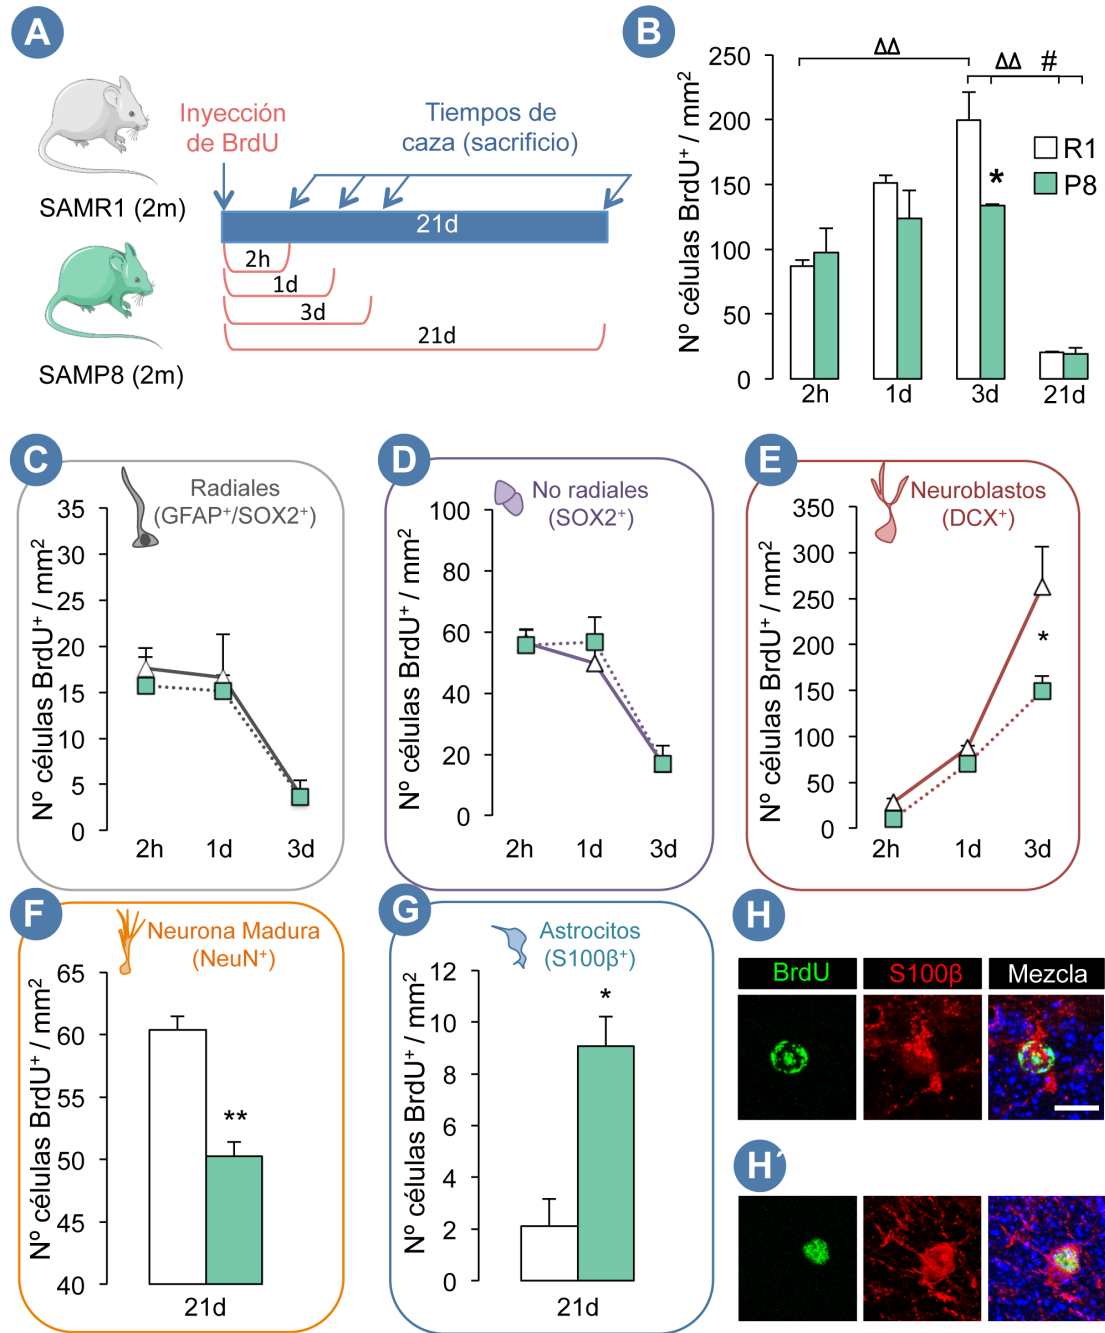 A
Inyección
de BrdU
Tiempos de
caza (sacrificio)
SAMR1 (2m)
21d
2h
1d
3d
21d
SAMP8 (2m)
B
Nº células BrdU⁺ / mm²
300
250
200
150
100
50
0
ΔΔ
ΔΔ #
R1
P8
*
2h 1d 3d 21d
C
Radiales
(GFAP⁺/SOX2⁺)
Nº células BrdU⁺ / mm²
35
30
25
20
15
10
5
0
2h 1d 3d
D
No radiales
(SOX2⁺)
Nº células BrdU⁺ / mm²
100
80
60
40
20
0
2h 1d 3d
E
Neuroblastos
(DCX⁺)
Nº células BrdU⁺ / mm²
350
300
250
200
150
100
50
0
*
2h 1d 3d
F
Neurona Madura
(NeuN⁺)
Nº células BrdU⁺ / mm²
65
60
55
50
45
40
**
21d
G
Astrocitos
(S100β⁺)
Nº células BrdU⁺ / mm²
12
10
8
6
4
2
0
*
21d
H
BrdU S100β Mezcla
H´